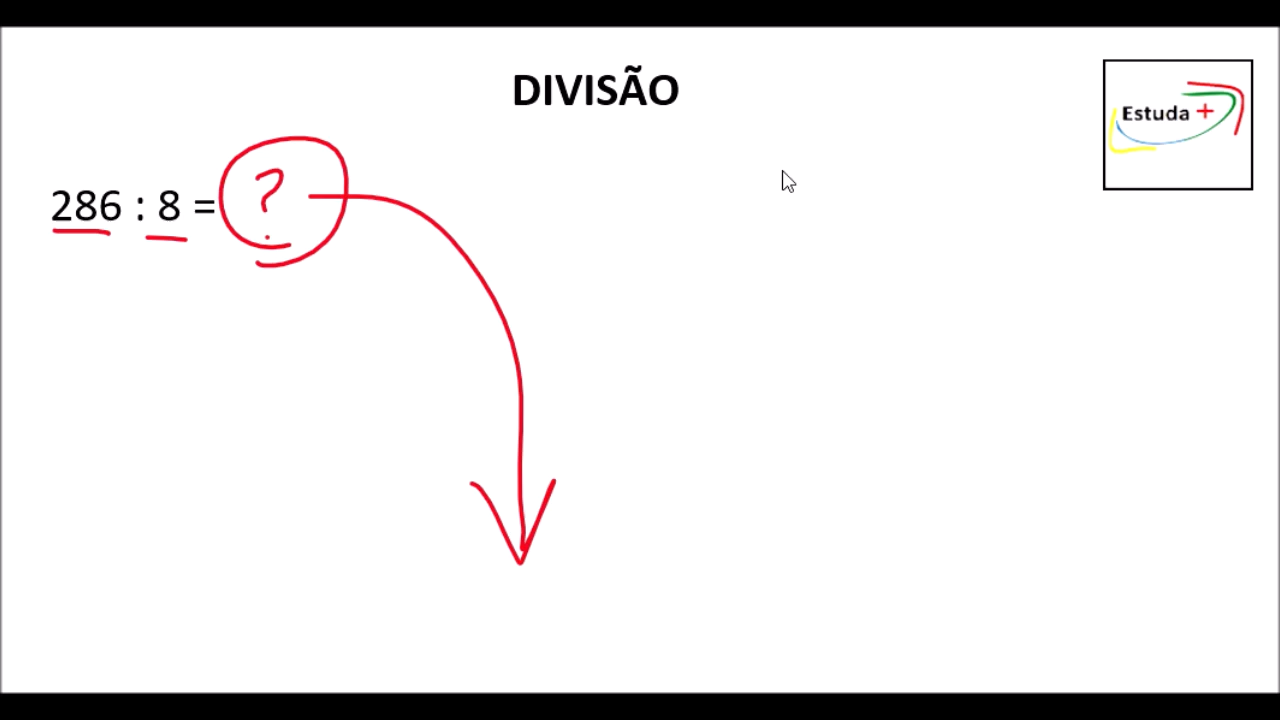 DIVISÃO
Estuda +
286 : 8 = ?